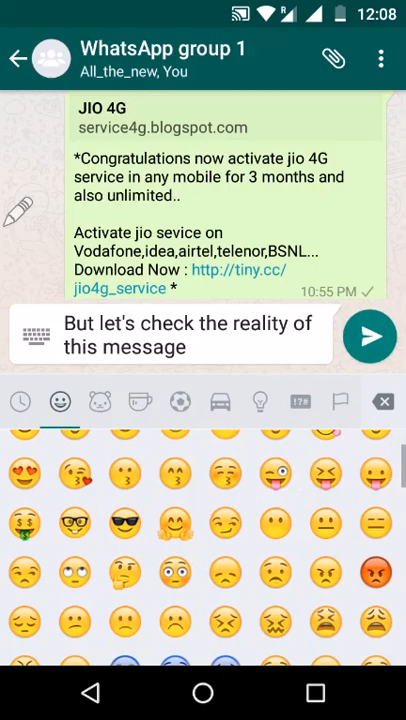 12:08
WhatsApp group 1
All_the_new, You
JIO 4G
service4g.blogspot.com
*Congratulations now activate jio 4G
service in any mobile for 3 months and
also unlimited..
Activate jio sevice on
Vodafone,idea,airtel,telenor,BSNL...
Download Now : http://tiny.cc/
jio4g_service *
10:55 PM
But let's check the reality of
this message
!?#